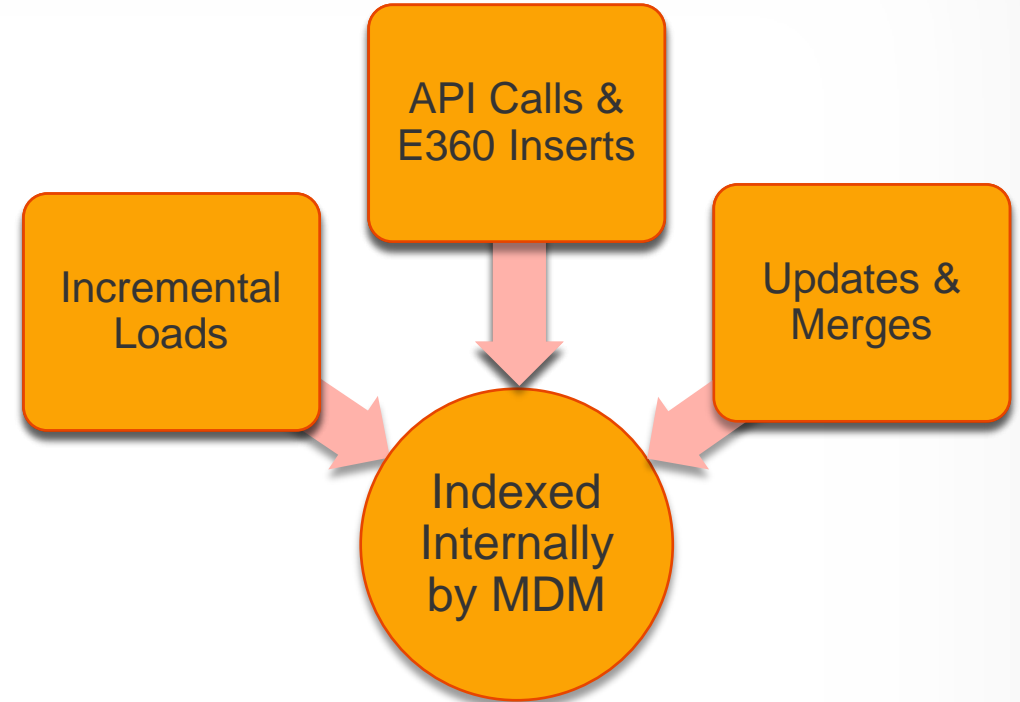 API Calls &
E360 Inserts
Incremental
Loads
Updates &
Merges
Indexed
Internally
by MDM